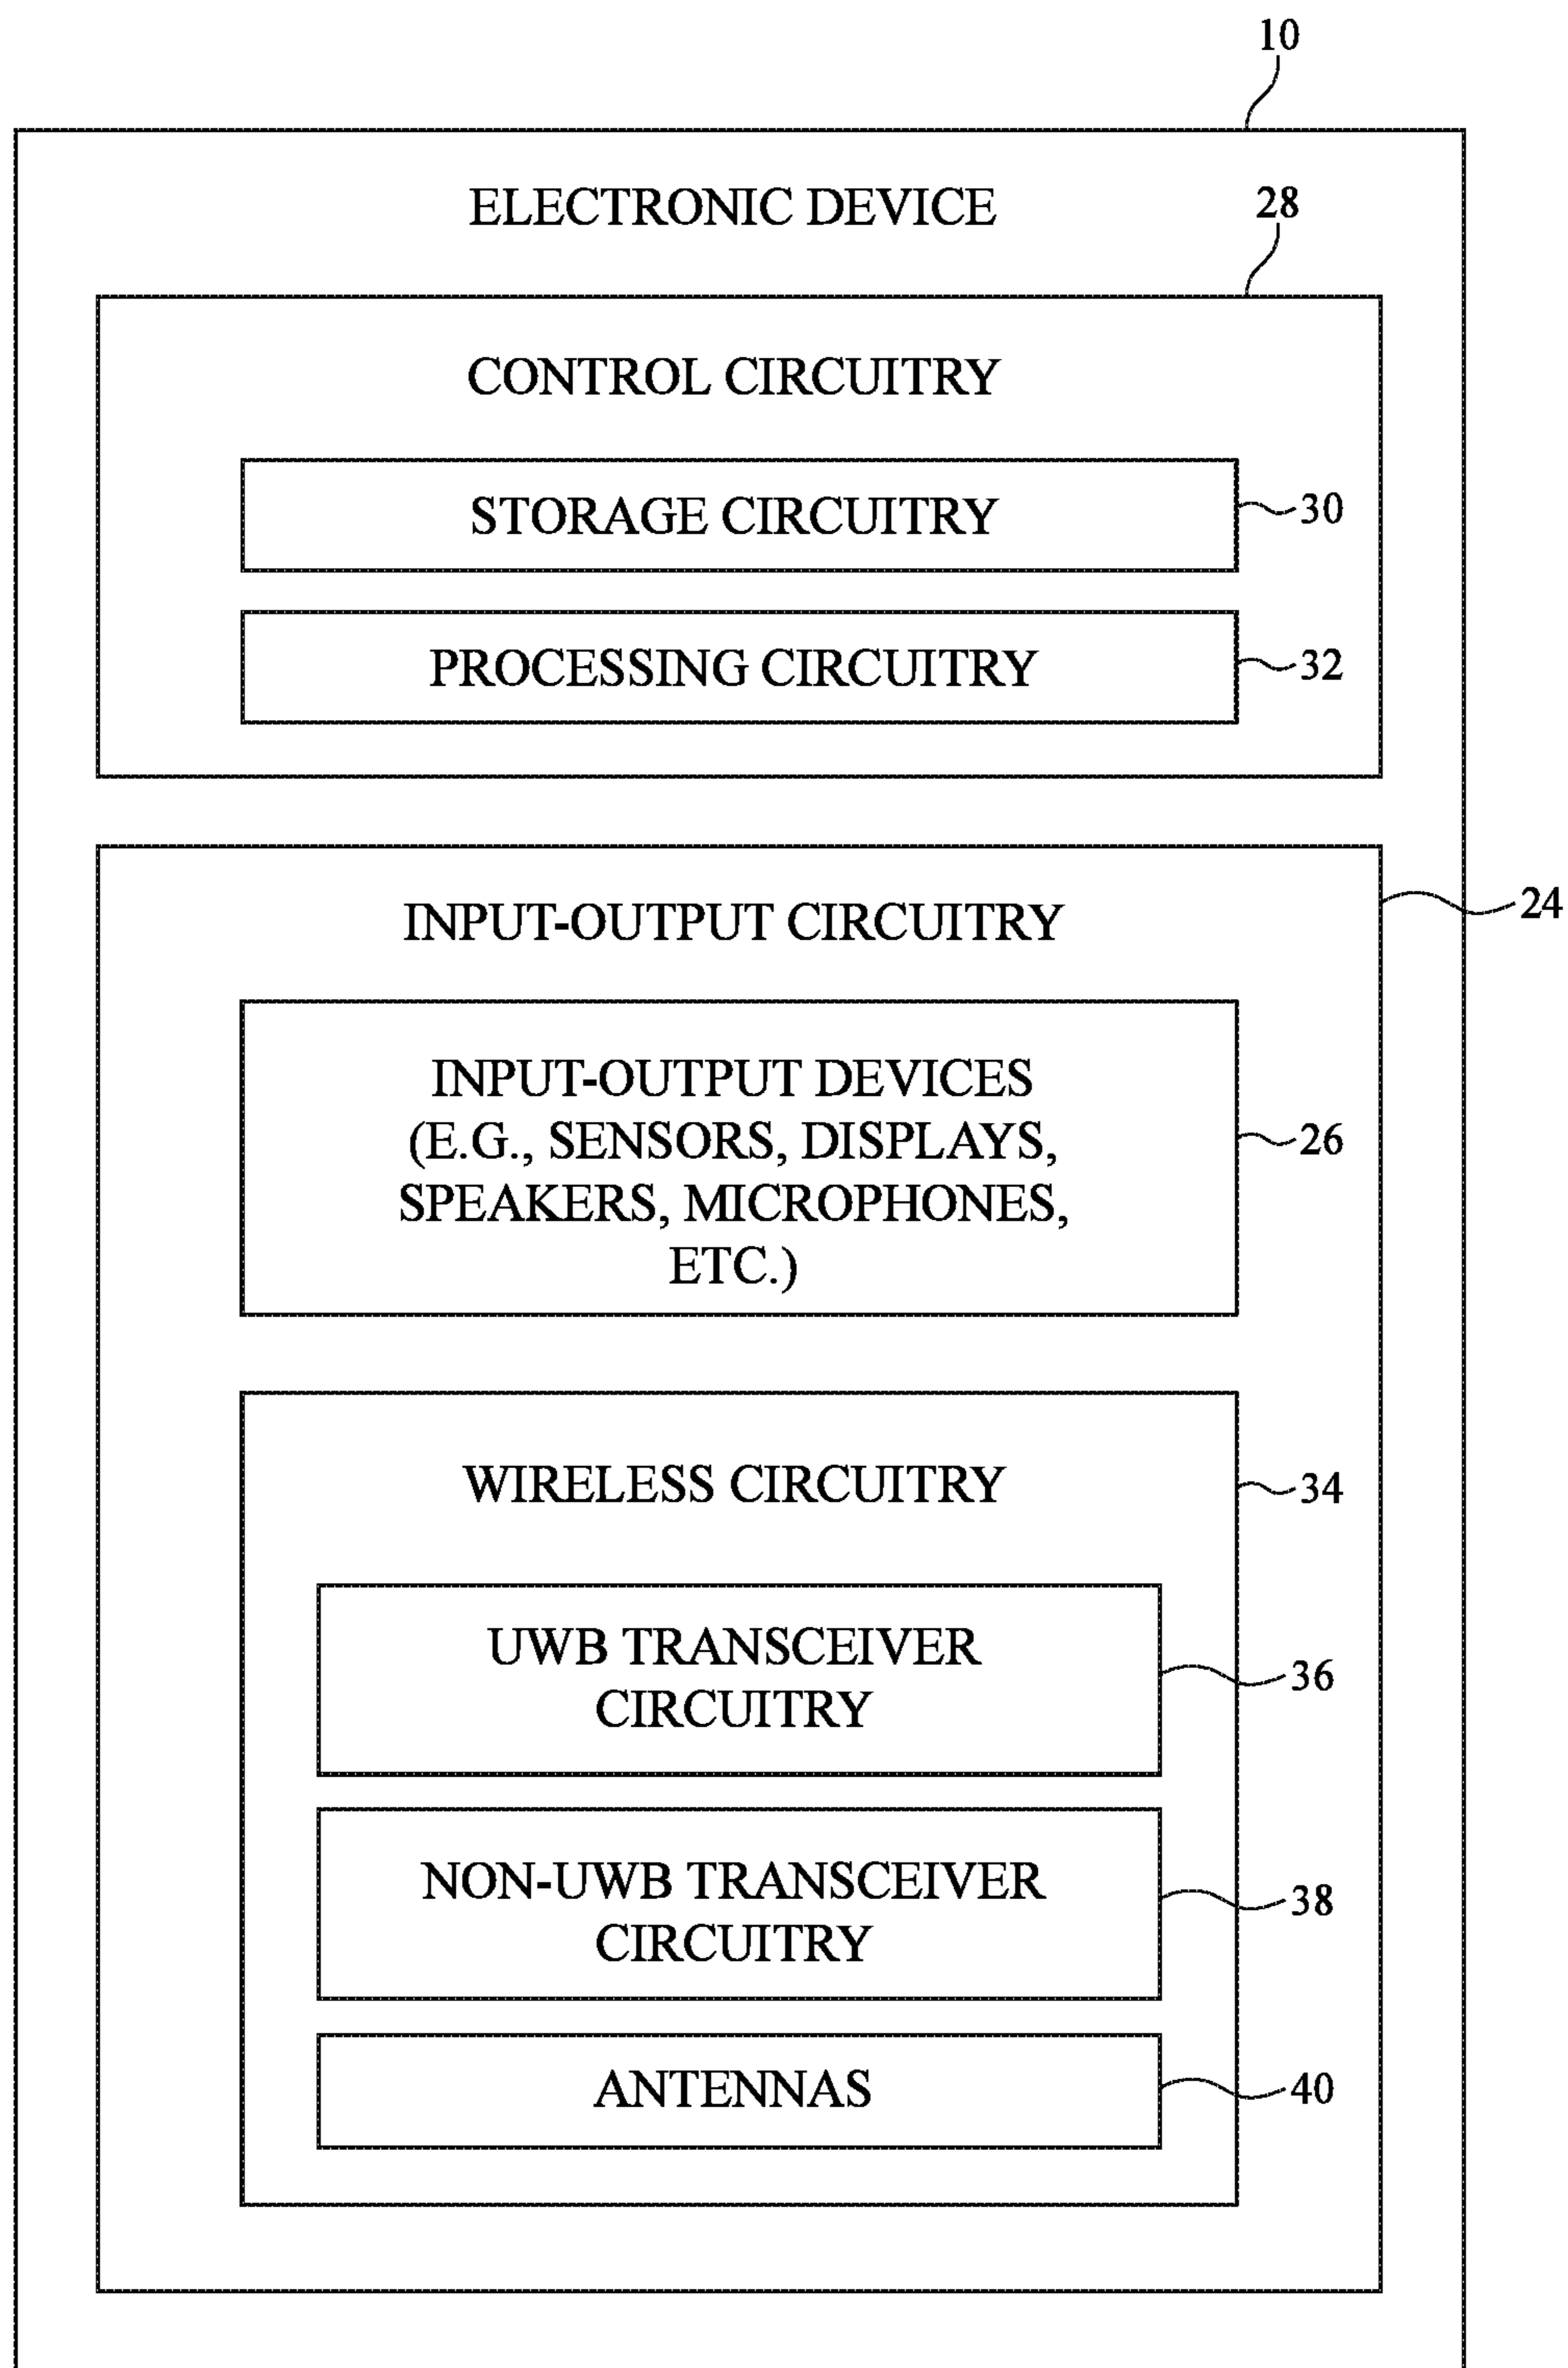 10
ELECTRONIC DEVICE
28
CONTROL CIRCUITRY
STORAGE CIRCUITRY
30
PROCESSING CIRCUITRY
32
24
INPUT-OUTPUT CIRCUITRY
INPUT-OUTPUT DEVICES
(E.G., SENSORS, DISPLAYS,
SPEAKERS, MICROPHONES,
ETC.)
26
WIRELESS CIRCUITRY
34
UWB TRANSCEIVER
CIRCUITRY
36
NON-UWB TRANSCEIVER
CIRCUITRY
38
ANTENNAS
40